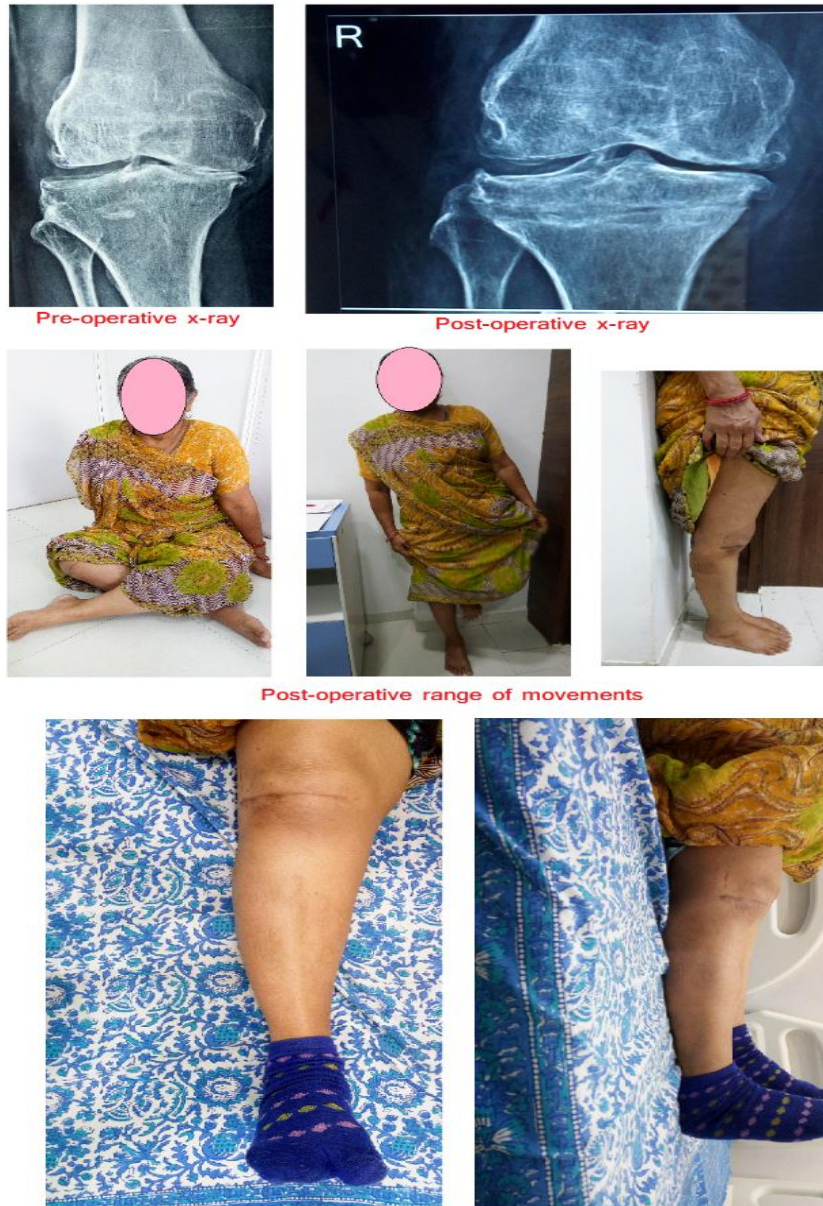 R
Pre-operative x-ray
Post-operative x-ray
Post-operative range of movements